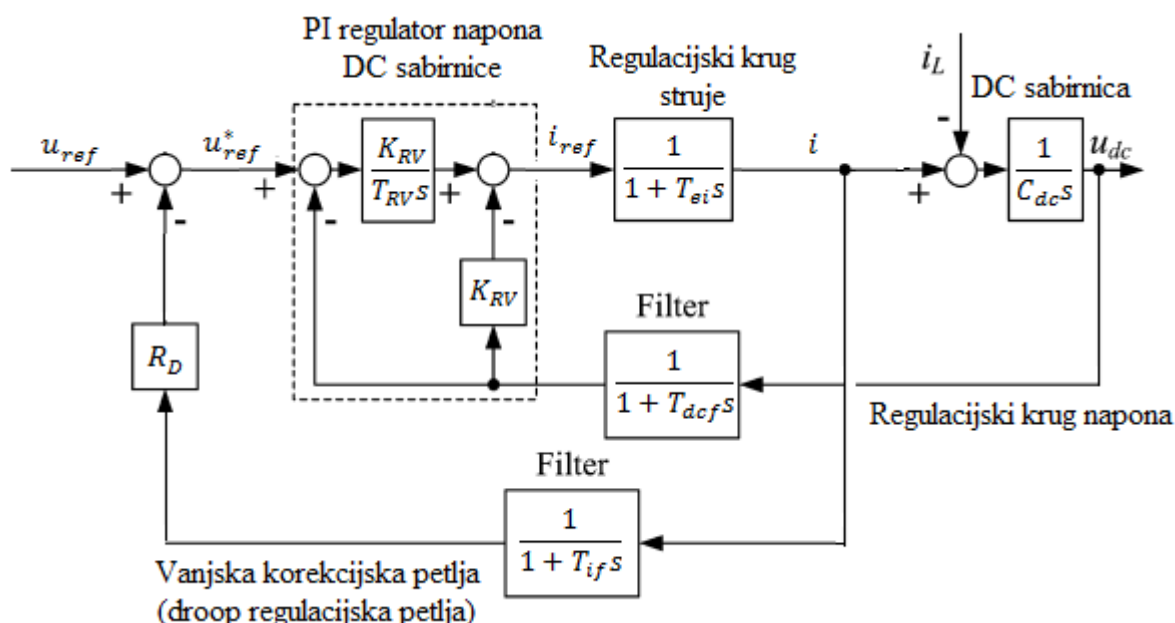 PI regulator napona
DC sabirnice
Regulacijski krug
struje
i_L
DC sabirnica
u_ref
+
-
u*_ref
+
-
K_RV
T_RV s
+
-
i_ref
1
1 + T_ei s
i
+
-
1
C_dc s
u_dc
K_RV
Filter
1
1 + T_dcf s
R_D
Regulacijski krug napona
Filter
1
1 + T_if s
Vanjska korekcijska petlja
(droop regulacijska petlja)